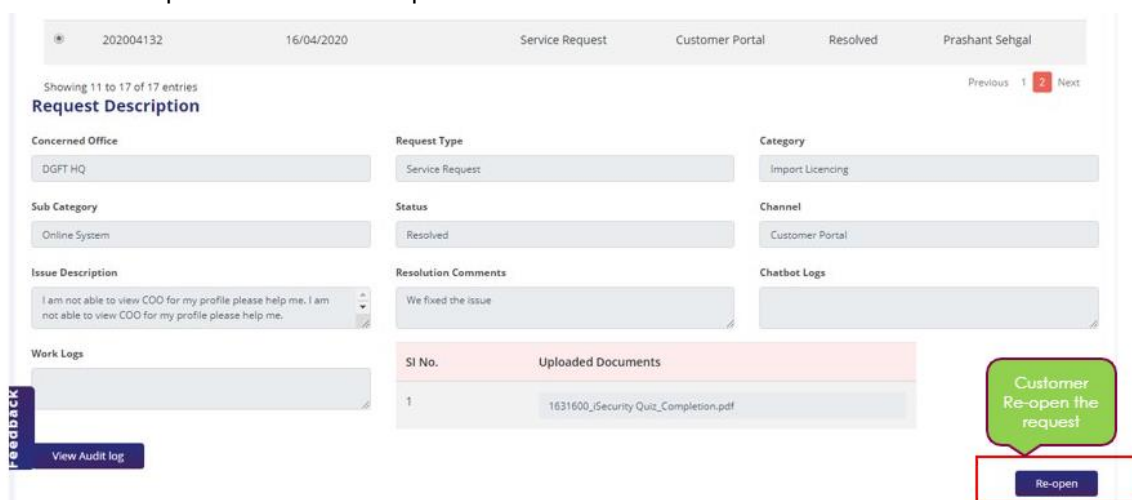 202004132 16/04/2020 Service Request Customer Portal Resolved Prashant Sehgal
Showing 11 to 17 of 17 entries
Previous 1 2 Next
Request Description
Concerned Office Request Type Category
DGFT HQ Service Request Import Licencing
Sub Category Status Channel
Online System Resolved Customer Portal
Issue Description Resolution Comments Chatbot Logs
I am not able to view COO for my profile please help me. I am
not able to view COO for my profile please help me.
We fixed the issue
Work Logs
SI No. Uploaded Documents
1 1631600_iSecurity Quiz_Completion.pdf
Customer
Re-open the
request
Feedback
View Audit log
Re-open